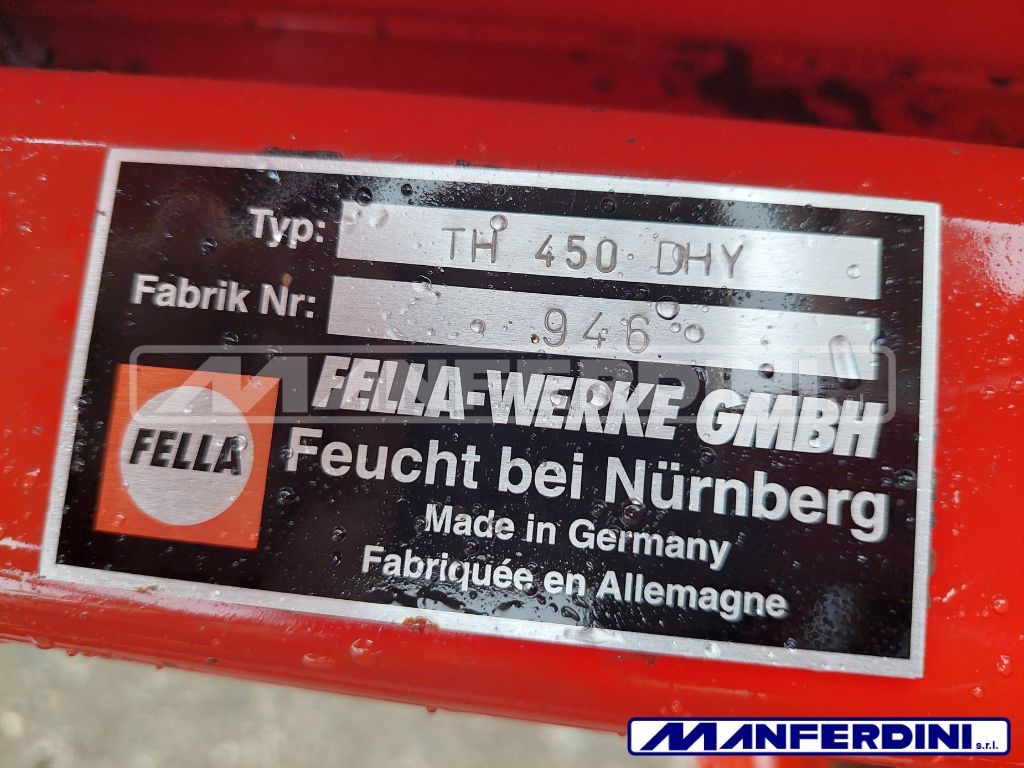 Typ: TH 450 DHY
Fabrik Nr: 946
MANFERDINI
FELLA-WERKE GMBH
FELLA
Feucht bei Nürnberg
Made in Germany
Fabriquée en Allemagne
MANFERDINI s.r.l.